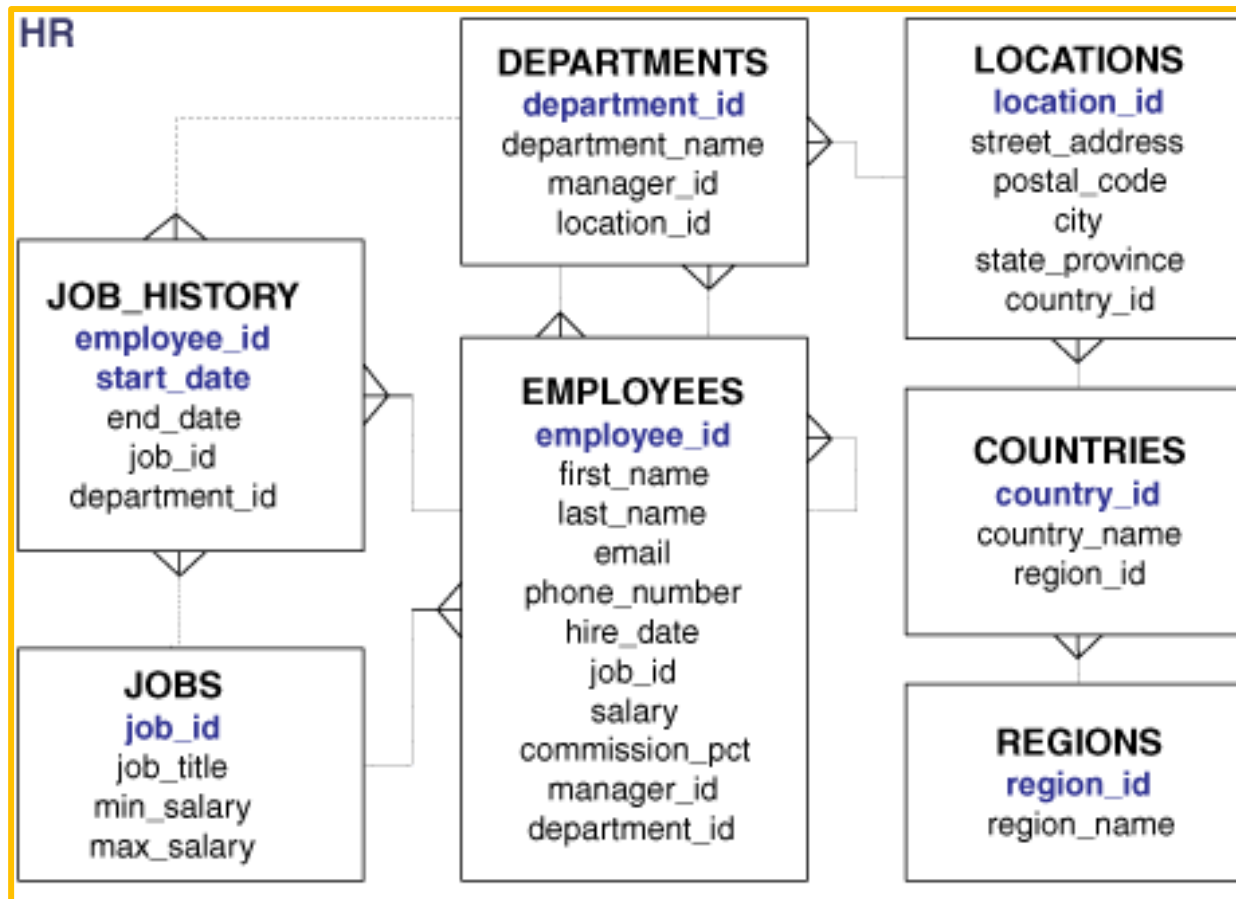 HR
DEPARTMENTS
department_id
department_name
manager_id
location_id
LOCATIONS
location_id
street_address
postal_code
city
state_province
country_id
JOB_HISTORY
employee_id
start_date
end_date
job_id
department_id
EMPLOYEES
employee_id
first_name
last_name
email
phone_number
hire_date
job_id
salary
commission_pct
manager_id
department_id
COUNTRIES
country_id
country_name
region_id
JOBS
job_id
job_title
min_salary
max_salary
REGIONS
region_id
region_name